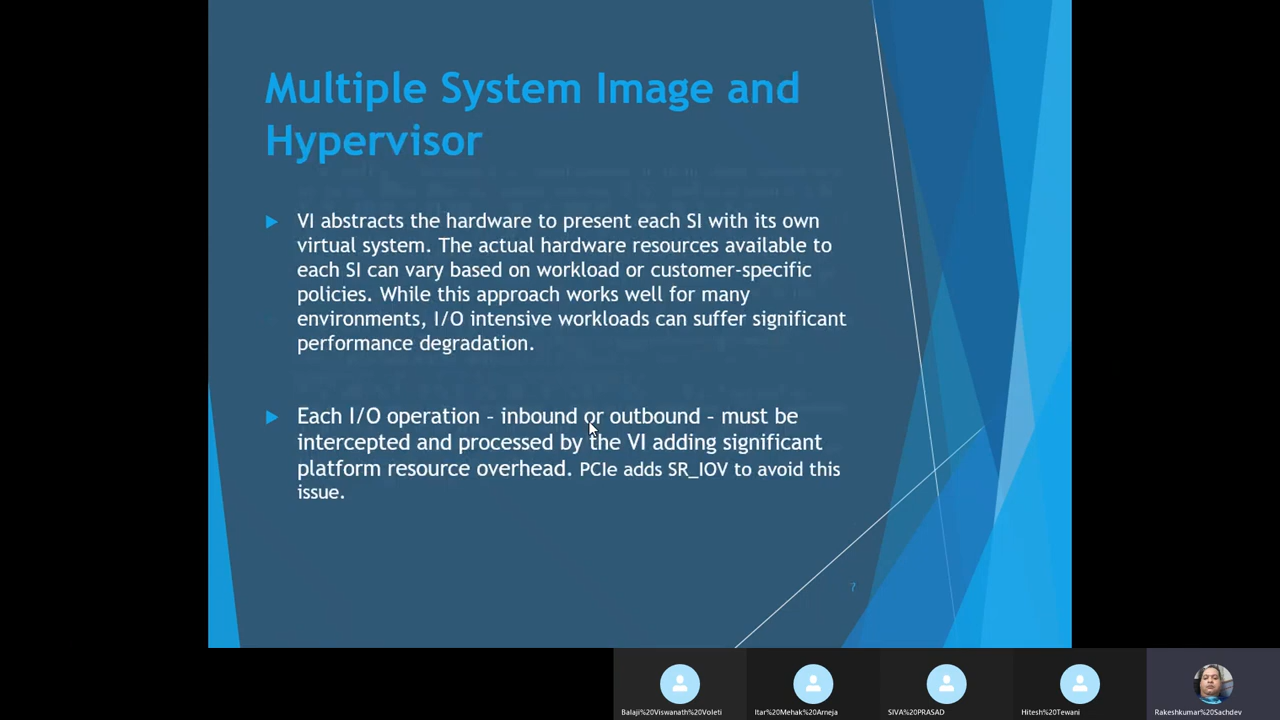 Multiple System Image and
Hypervisor
VI abstracts the hardware to present each SI with its own
virtual system. The actual hardware resources available to
each SI can vary based on workload or customer-specific
policies. While this approach works well for many
environments, I/O intensive workloads can suffer significant
performance degradation.
Each I/O operation – inbound or outbound – must be
intercepted and processed by the VI adding significant
platform resource overhead. PCIe adds SR_IOV to avoid this
issue.
7
Balaji%20Viswanath%20Voleti
Itar%20Mehak%20Arneja
SIVA%20PRASAD
Hitesh%20Tewani
Rakeshkumar%20Sachdev